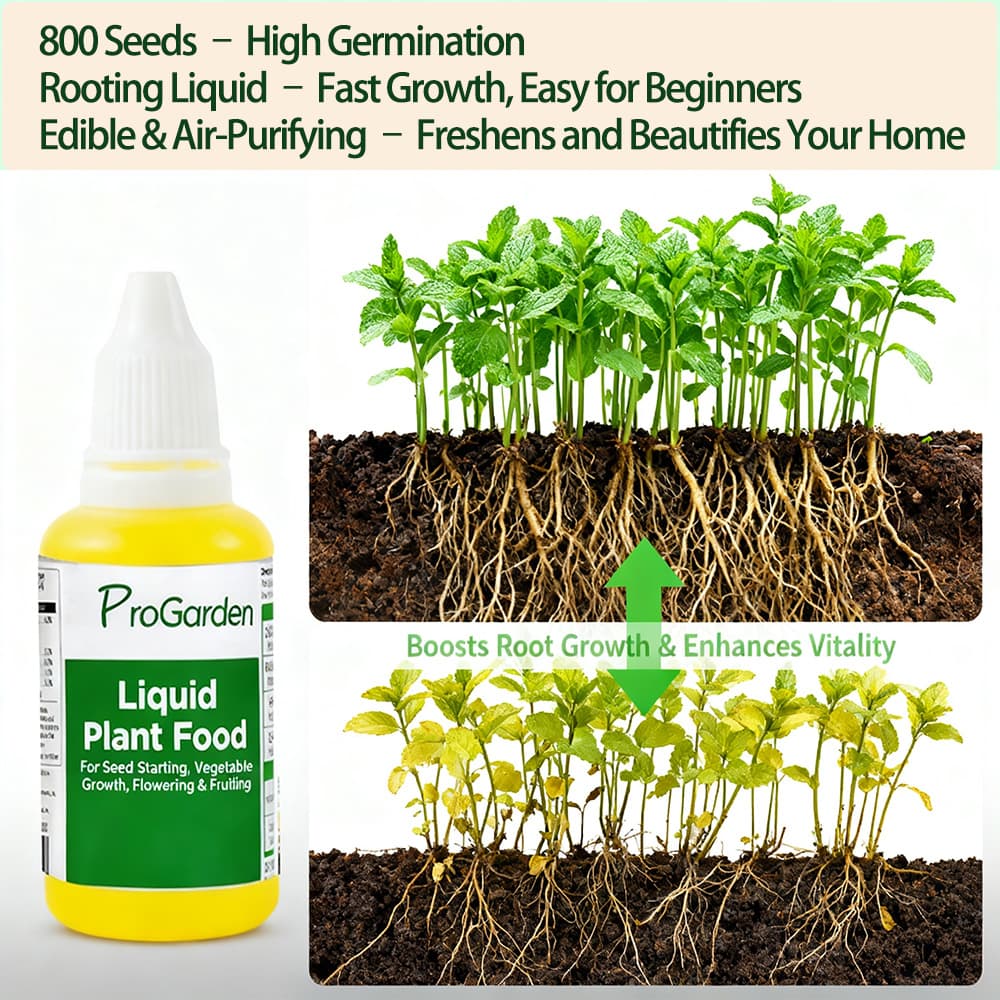 800 Seeds – High Germination
Rooting Liquid – Fast Growth, Easy for Beginners
Edible & Air-Purifying – Freshens and Beautifies Your Home
ProGarden
Liquid
Plant Food
For Seed Starting, Vegetable
Growth, Flowering & Fruiting
Boosts Root Growth & Enhances Vitality